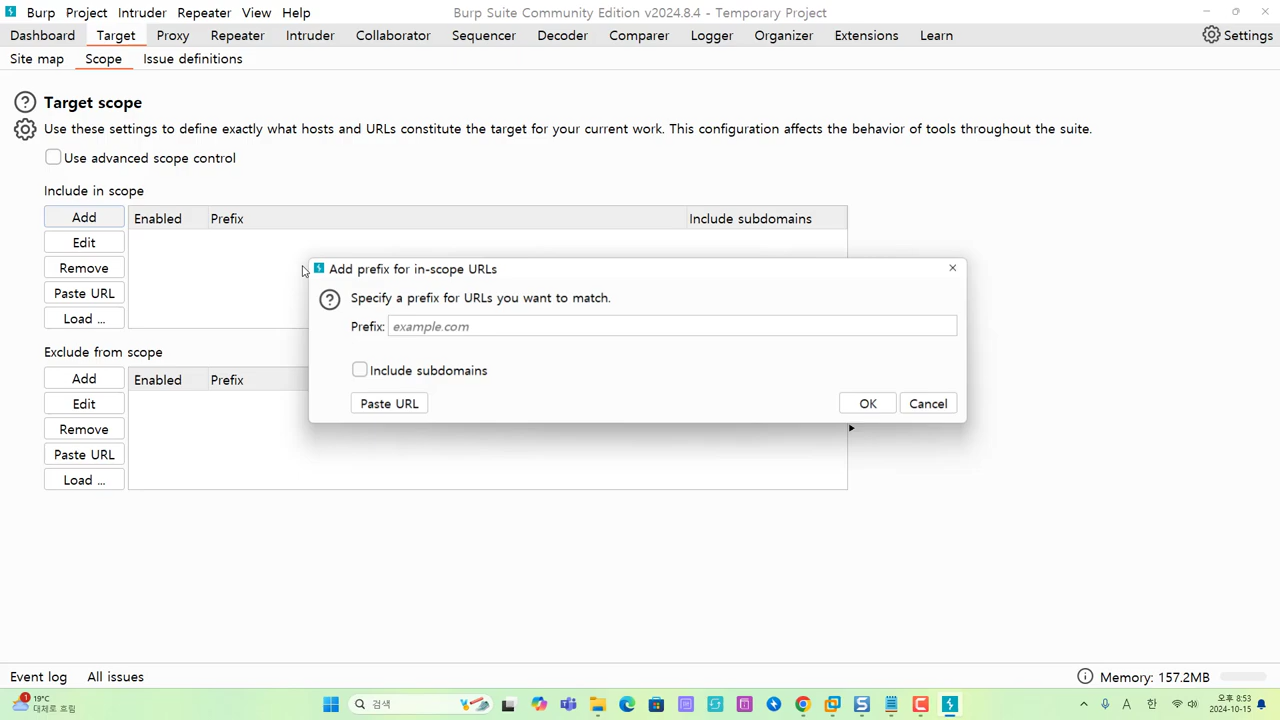 Burp Project Intruder Repeater View Help
Burp Suite Community Edition v2024.8.4 - Temporary Project
Dashboard Target Proxy Repeater Intruder Collaborator Sequencer Decoder Comparer Logger Organizer Extensions Learn Settings
Site map Scope Issue definitions
Target scope
Use these settings to define exactly what hosts and URLs constitute the target for your current work. This configuration affects the behavior of tools throughout the suite.
Use advanced scope control
Include in scope
Add
Edit
Remove
Paste URL
Load ...
Enabled Prefix Include subdomains
Add prefix for in-scope URLs
Specify a prefix for URLs you want to match.
Prefix: example.com
Include subdomains
Paste URL OK Cancel
Exclude from scope
Add
Edit
Remove
Paste URL
Load ...
Enabled Prefix
Event log All issues
Memory: 157.2MB
1
19°C
대체로 흐림
검색
A 한
오후 8:53
2024-10-15